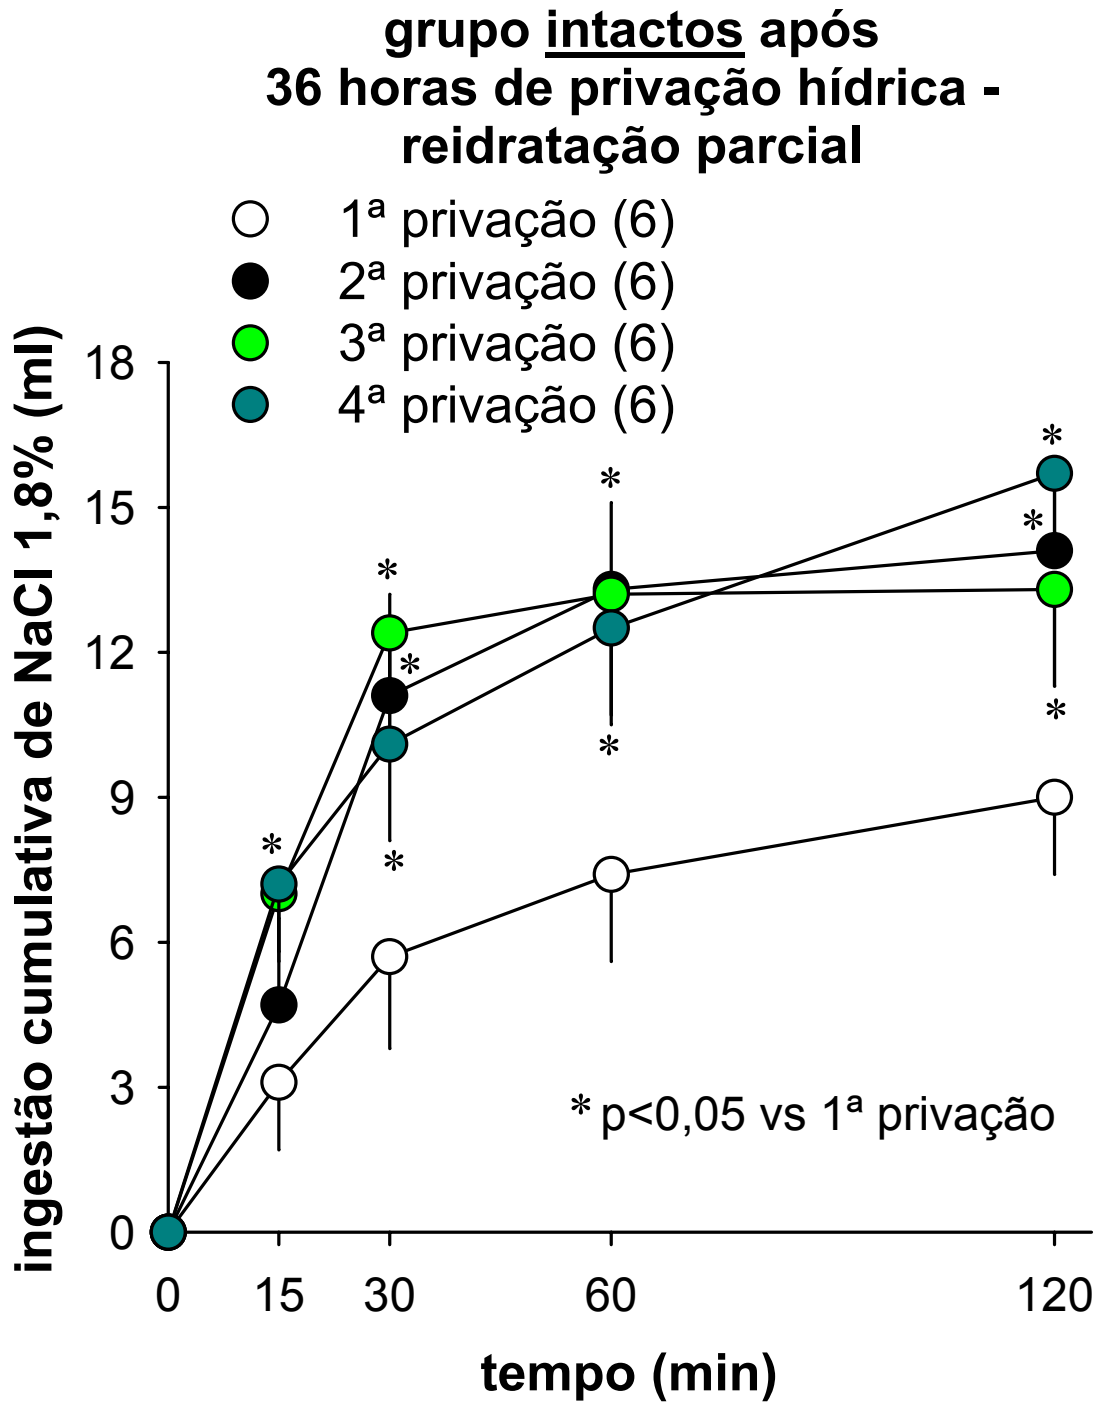 grupo intactos após
36 horas de privação hídrica -
reidratação parcial
1ª privação (6)
2ª privação (6)
3ª privação (6)
4ª privação (6)
ingestão cumulativa de NaCl 1,8% (ml)
18
15
12
9
6
3
0
*
*
*
*
*
*
*
*
*
* p<0,05 vs 1ª privação
0 15 30 60 120
tempo (min)